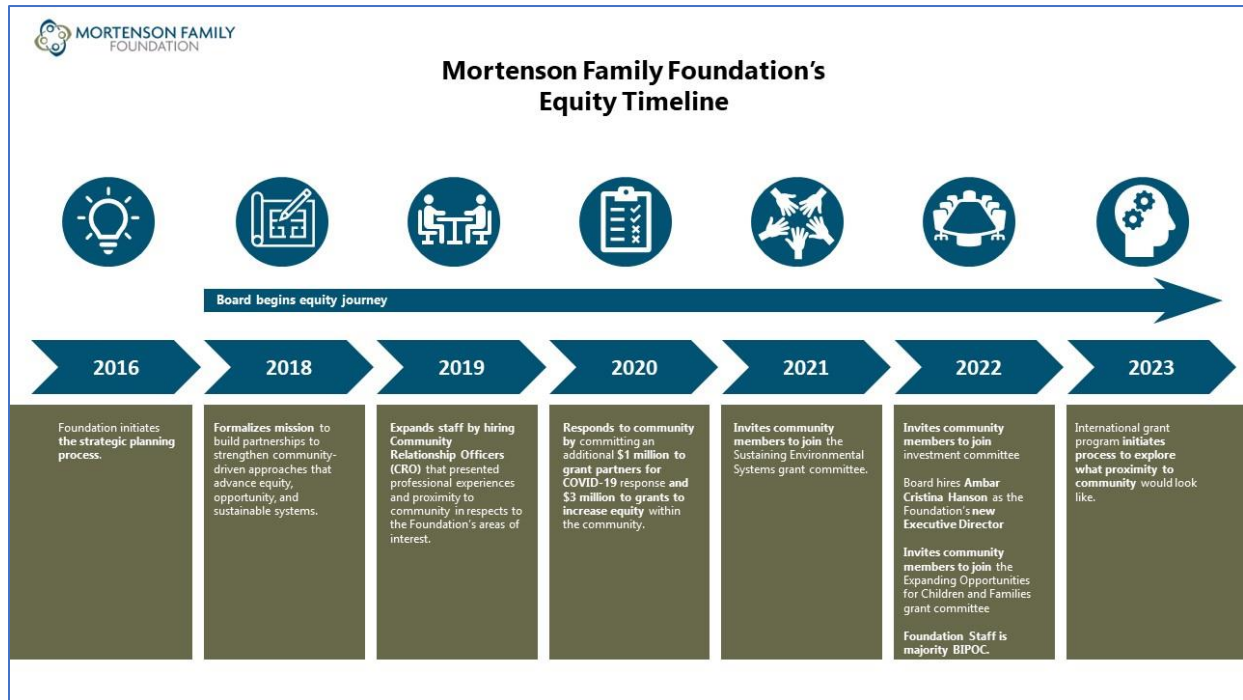 MORTENSON FAMILY
FOUNDATION
Mortenson Family Foundation's
Equity Timeline
Board begins equity journey
2016
Foundation initiates
the strategic planning
process.
2018
Formalizes mission to
build partnerships to
strengthen community-
driven approaches that
advance equity,
opportunity, and
sustainable systems.
2019
Expands staff by hiring
Community
Relationship Officers
(CRO) that presented
professional experiences
and proximity to
community in respects to
the Foundation's areas of
interest.
2020
Responds to community
by committing an
additional $1 million to
grant partners for
COVID-19 response and
$3 million to grants to
increase equity within
the community.
2021
Invites community
members to join the
Sustaining Environmental
Systems grant committee.
2022
Invites community
members to join
investment committee
Board hires Ambar
Cristina Hanson as the
Foundation's new
Executive Director
Invites community
members to join the
Expanding Opportunities
for Children and Families
grant committee
Foundation Staff is
majority BIPOC.
2023
International grant
program initiates
process to explore
what proximity to
community would look
like.